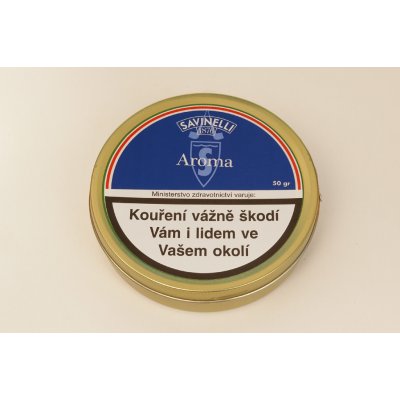 SAVINELLI
1876
Aroma
50 gr
Ministerstvo zdravotnictví varuje:
Kouření vážně škodí
Vám i lidem ve
Vašem okolí